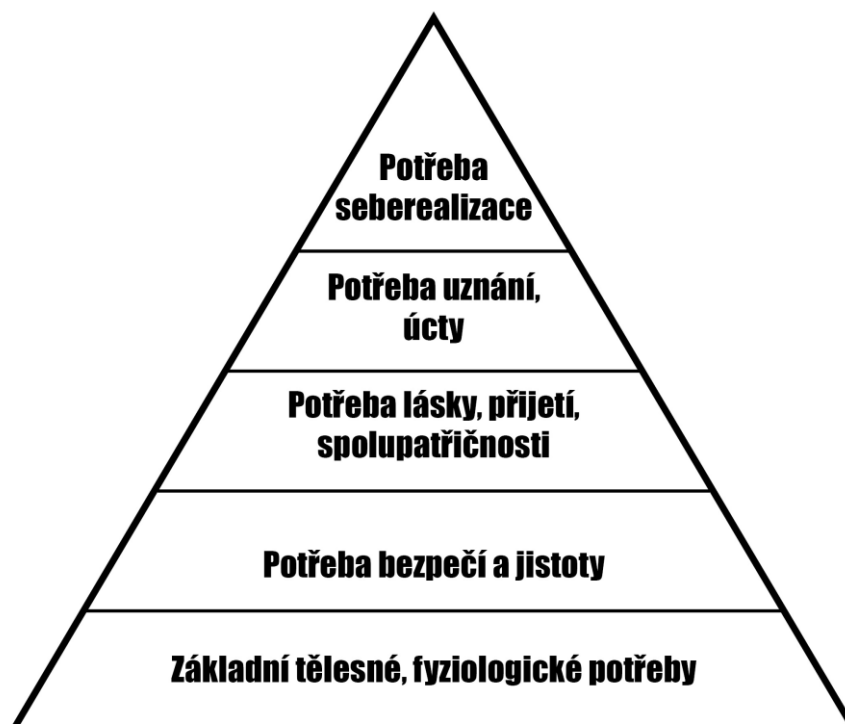 Potřeba
seberealizace
Potřeba uznání,
úcty
Potřeba lásky, přijetí,
spolupatřičnosti
Potřeba bezpečí a jistoty
Základní tělesné, fyziologické potřeby